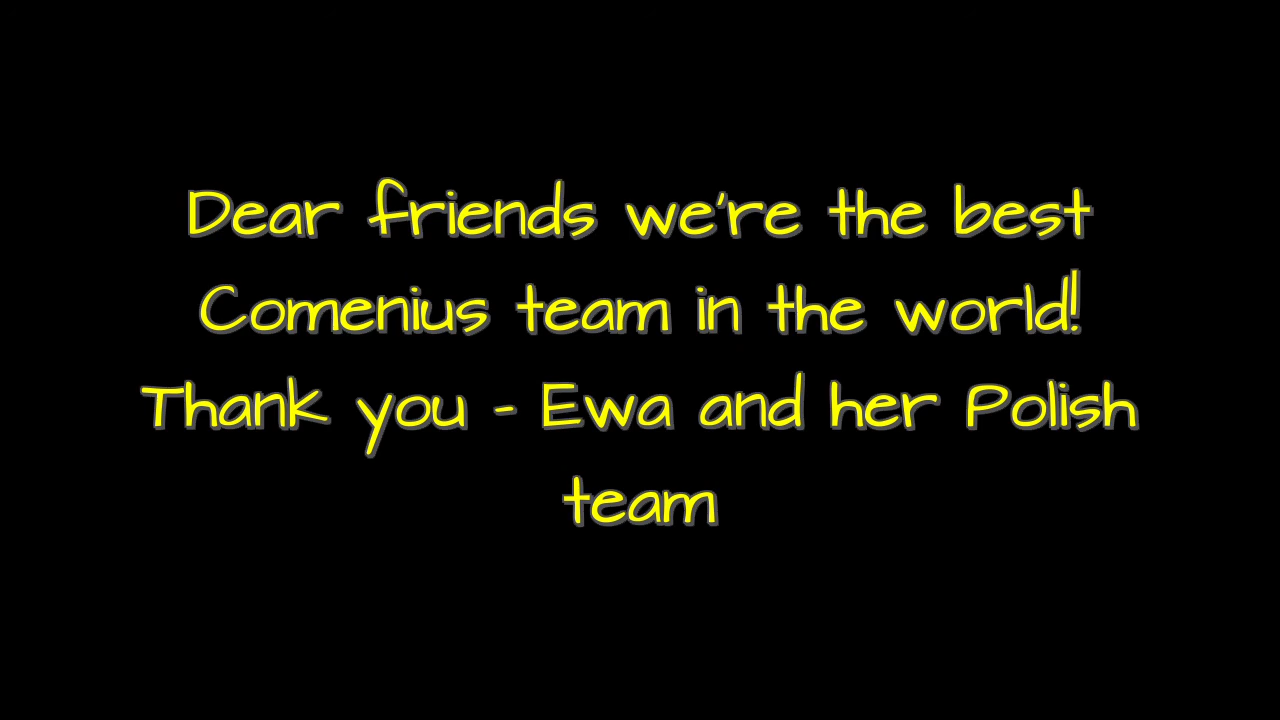 Dear friends we're the best
Comenius team in the world!
Thank you - Ewa and her Polish
team